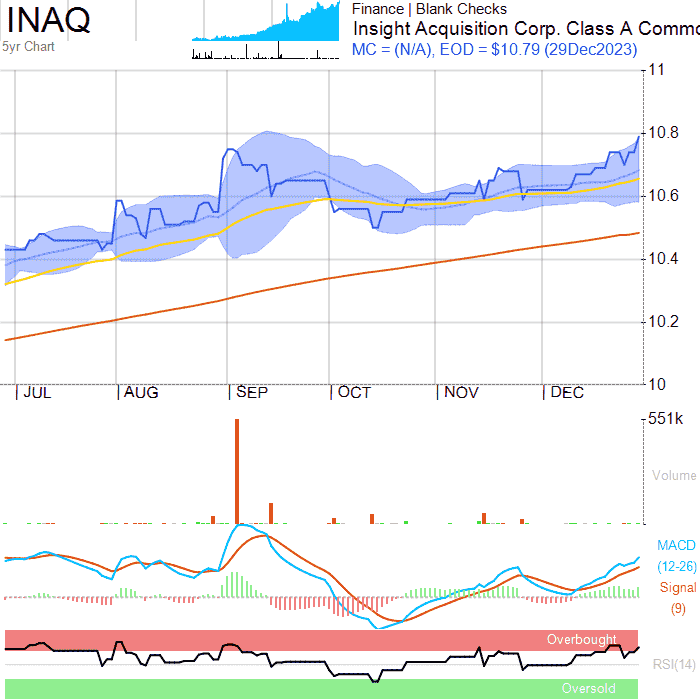 INAQ
5yr Chart
Finance | Blank Checks
Insight Acquisition Corp. Class A Commo
MC = (N/A), EOD = $10.79 (29Dec2023)
11
10.8
10.6
10.4
10.2
10
JUL AUG SEP OCT NOV DEC
551k
Volume
MACD
(12-26)
Signal
(9)
Overbought
RSI(14)
Oversold